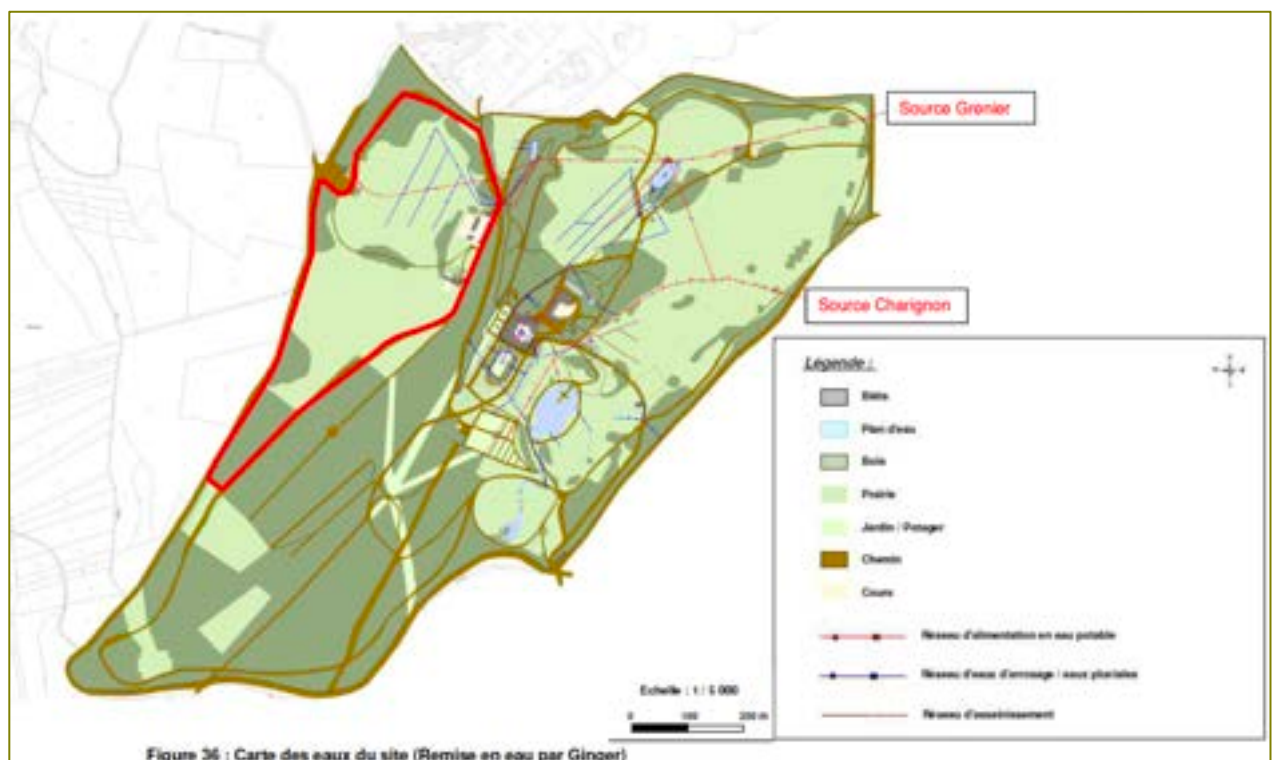 Source Grenier
Source Charignon
Légende :
Bâtis
Plan d'eau
Bois
Prairie
Jardin / Potager
Chemin
Cours
Réseau d'alimentation en eau potable
Réseau d'eaux d'arrosage / eaux pluviales
Réseau d'assainissement
Echelle : 1 / 5 000
0 100 200 m
Figure 36 : Carte des eaux du site (Remise en eau par Ginger)